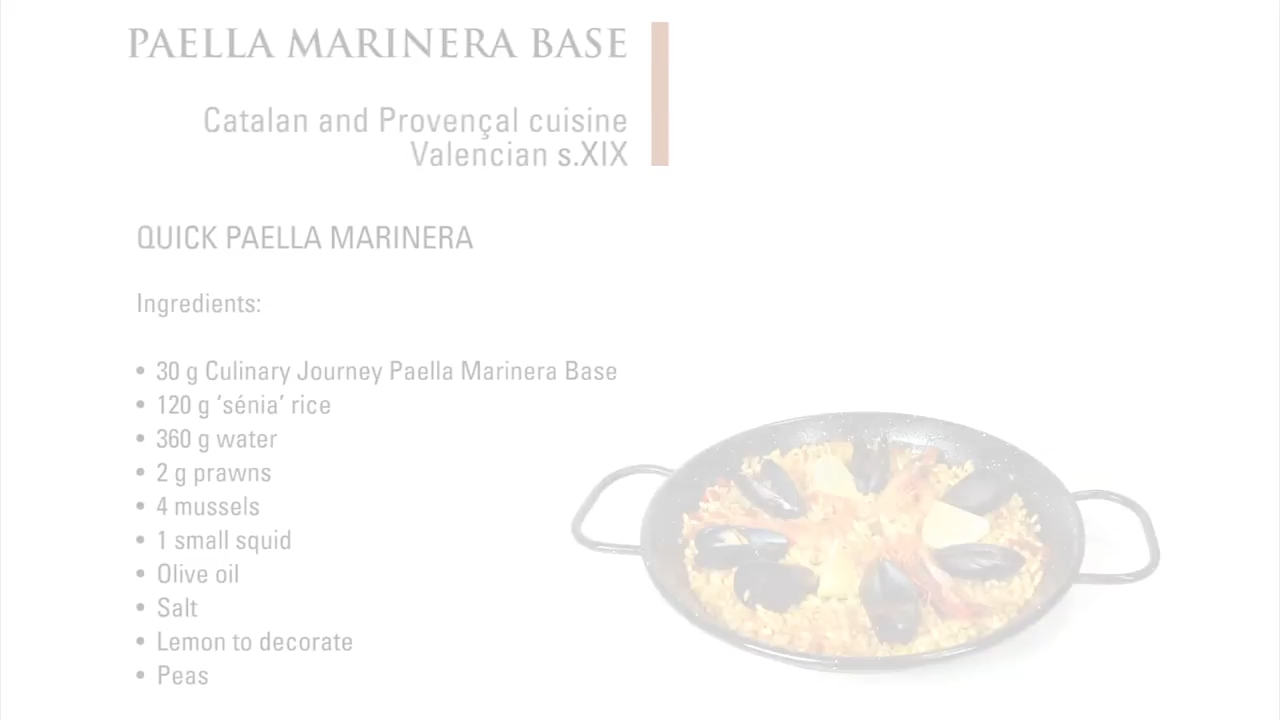 PAELLA MARINERA BASE
Catalan and Provençal cuisine
Valencian s.XIX
QUICK PAELLA MARINERA
Ingredients:
• 30 g Culinary Journey Paella Marinera Base
• 120 g ‘sénia’ rice
• 360 g water
• 2 g prawns
• 4 mussels
• 1 small squid
• Olive oil
• Salt
• Lemon to decorate
• Peas